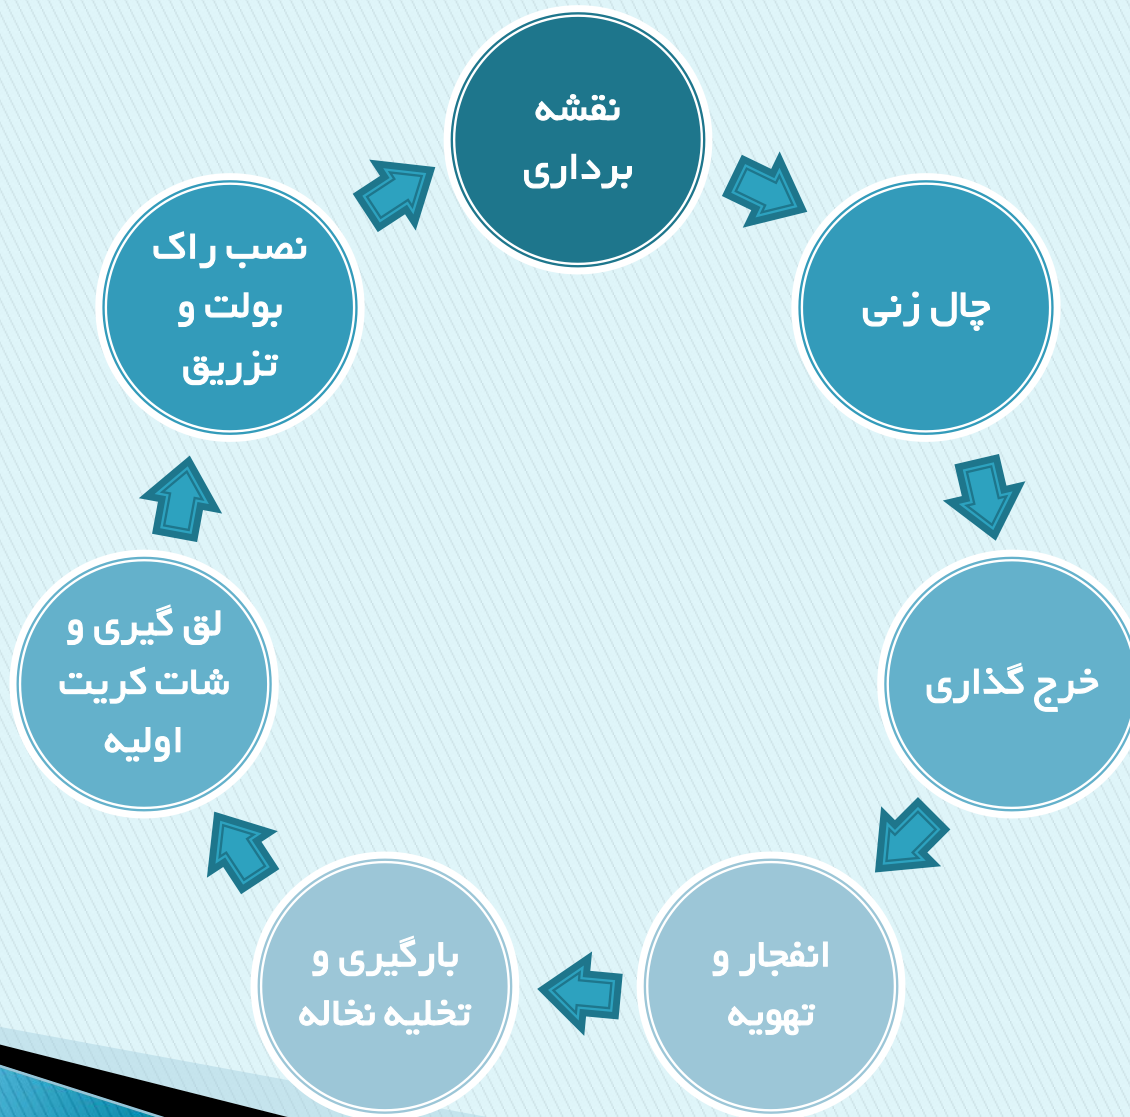 نقشه
برداری
چال زنی
خرج گذاری
انفجار و
تهویه
بارگیری و
تخلیه نخاله
لق گیری و
شات کریت
اولیه
نصب راک
بولت و
تزریق